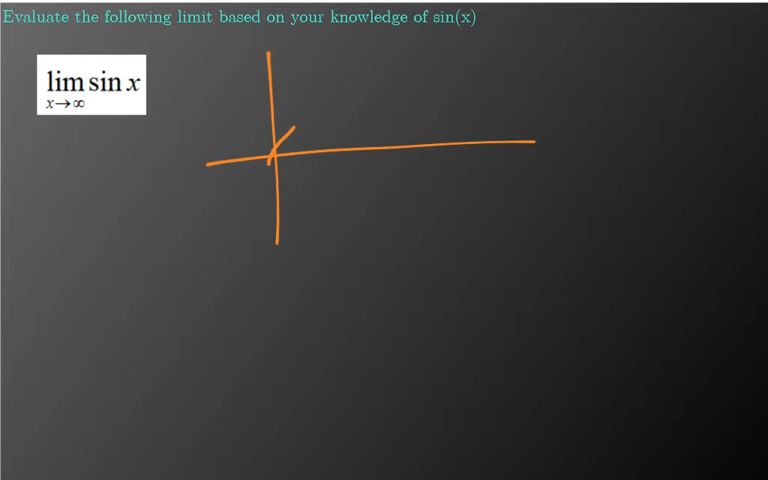 Evaluate the following limit based on your knowledge of sin(x)
lim sin x
x→∞